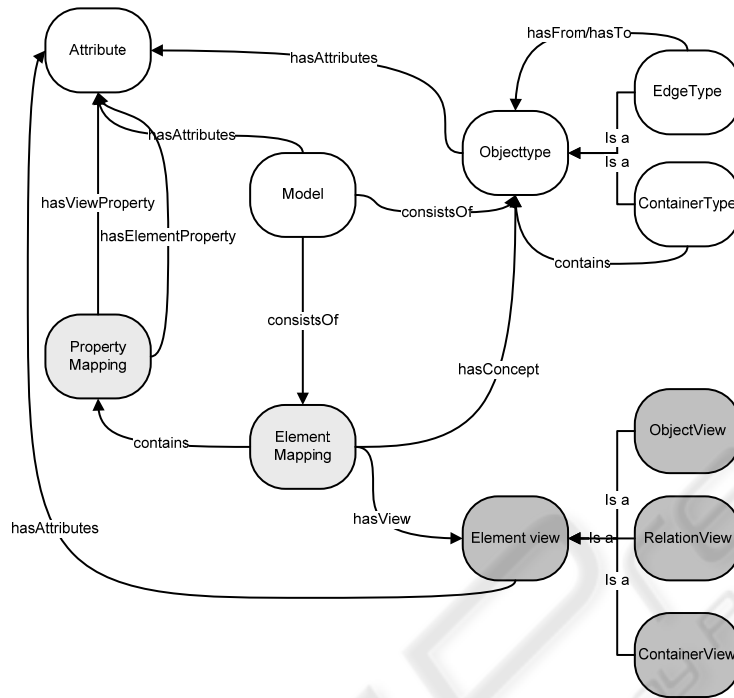 hasFrom/hasTo
Attribute
hasAttributes
EdgeType
Is a
hasAttributes
Objecttype
Is a
Model
hasViewProperty
consistsOf
ContainerType
hasElementProperty
contains
consistsOf
Property
Mapping
hasConcept
ObjectView
Element
Mapping
contains
Is a
hasView
hasAttributes
Element view
Is a
RelationView
Is a
ContainerView